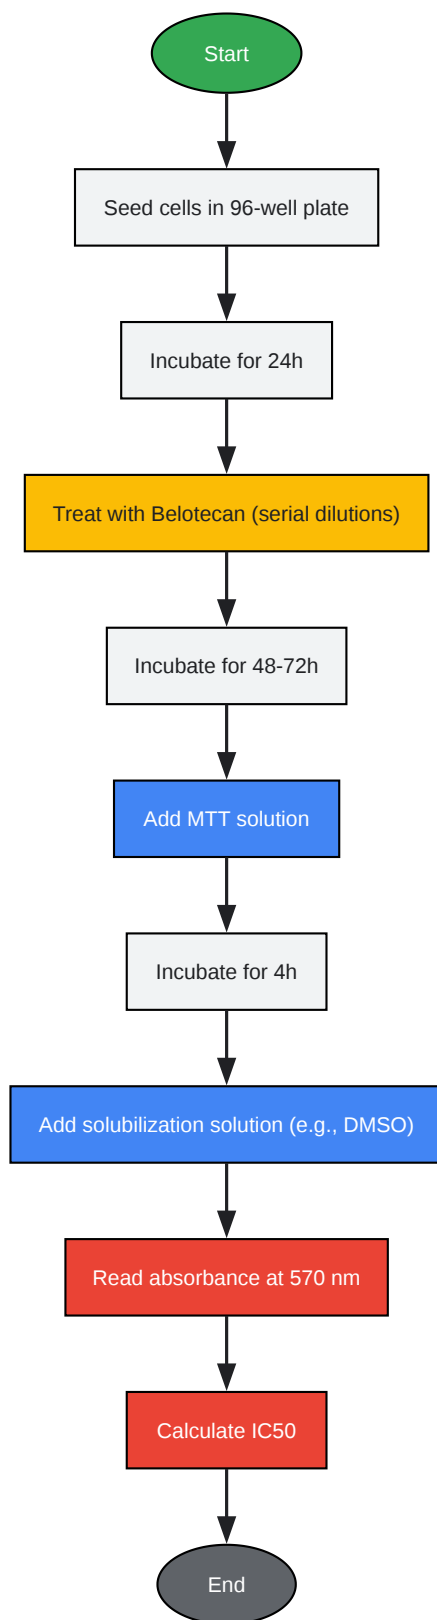 Start
Seed cells in 96-well plate
Incubate for 24h
Treat with Belotecan (serial dilutions)
Incubate for 48-72h
Add MTT solution
Incubate for 4h
Add solubilization solution (e.g., DMSO)
Read absorbance at 570 nm
Calculate IC50
End